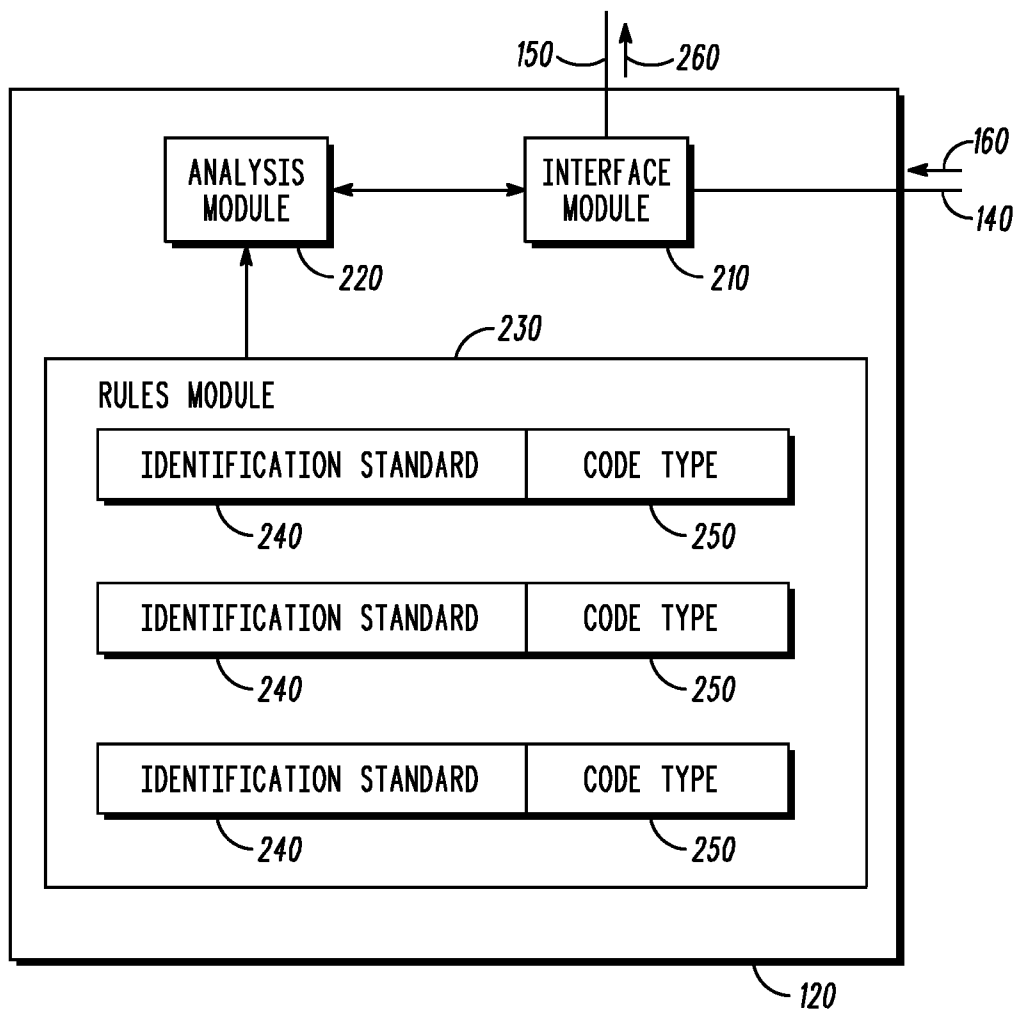 150
260
160
140
ANALYSIS
MODULE
220
INTERFACE
MODULE
210
230
RULES MODULE
IDENTIFICATION STANDARD
CODE TYPE
240
250
IDENTIFICATION STANDARD
CODE TYPE
240
250
IDENTIFICATION STANDARD
CODE TYPE
240
250
120